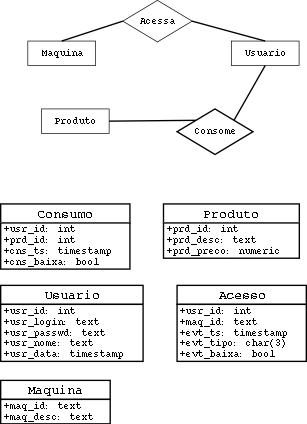 Acessa
Maquina
Usuario
Produto
Consome
Consumo
+usr_id: int
+prd_id: int
+cns_ts: timestamp
+cns_baixa: bool
Produto
+prd_id: int
+prd_desc: text
+prd_preco: numeric
Usuario
+usr_id: int
+usr_login: text
+usr_passwd: text
+usr_nome: text
+usr_data: timestamp
Acesso
+usr_id: int
+maq_id: text
+evt_ts: timestamp
+evt_tipo: char(3)
+evt_baixa: bool
Maquina
+maq_id: text
+maq_desc: text